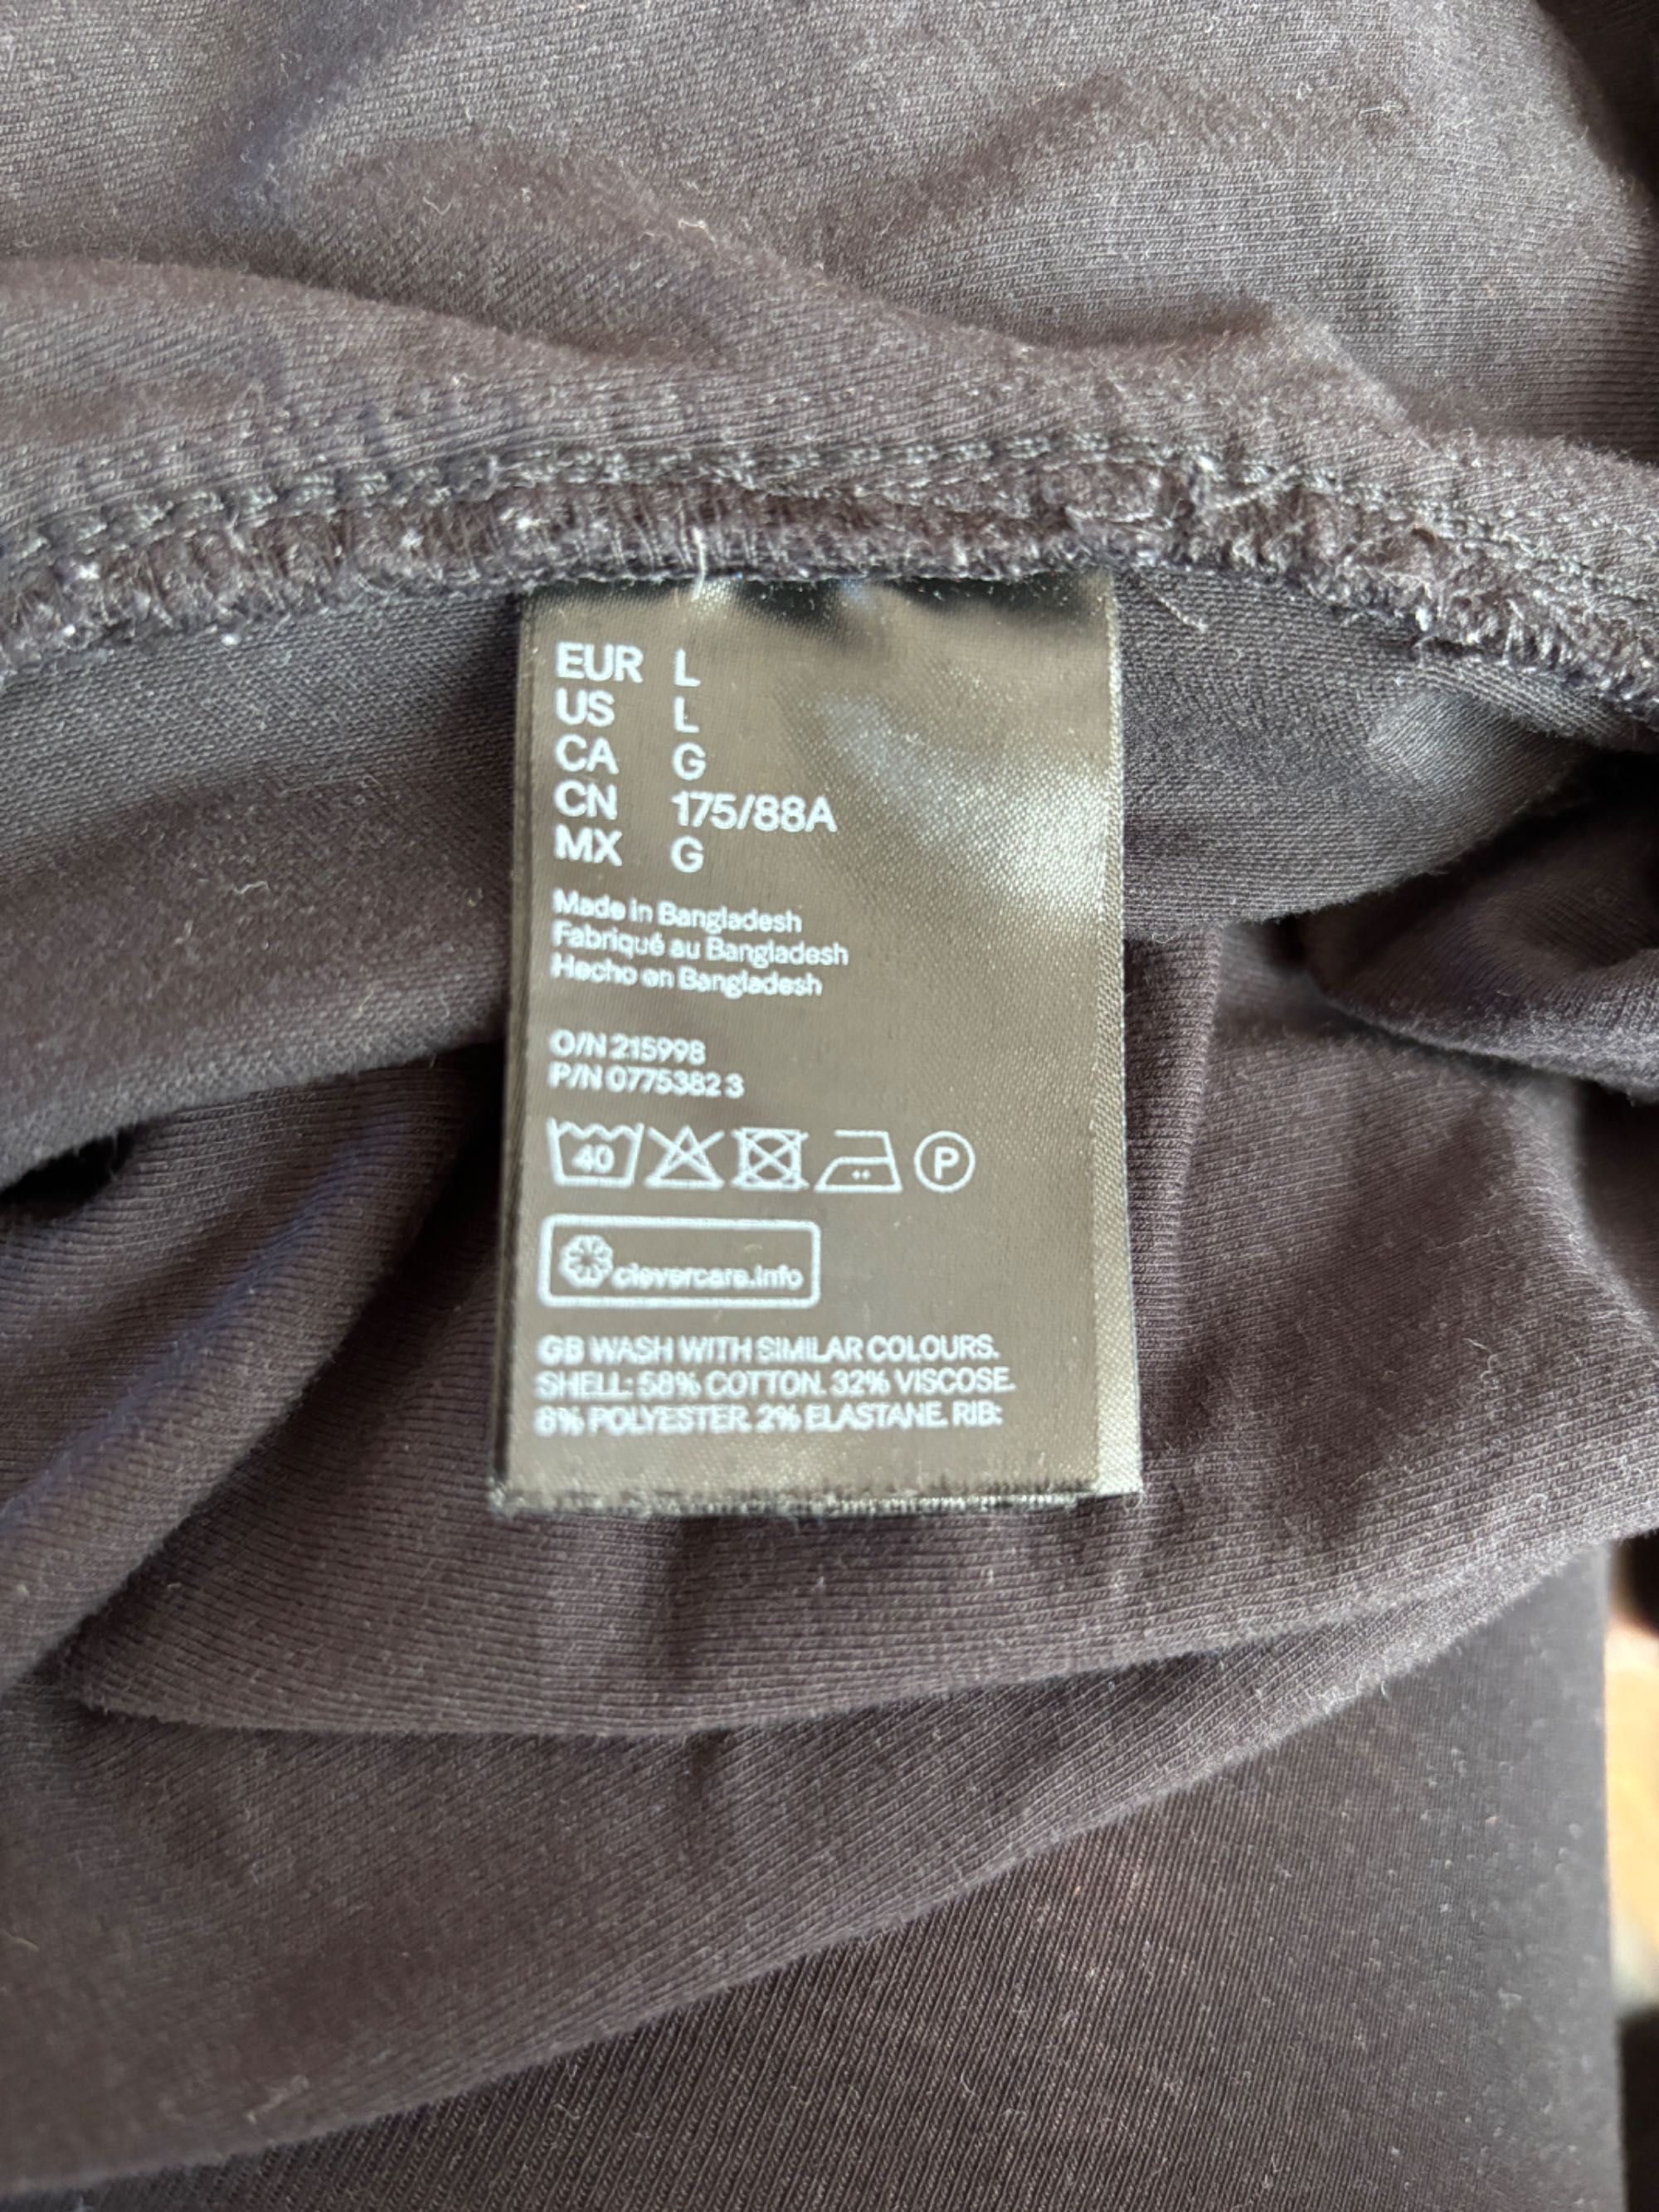 EUR L
US L
CA G
CN 175/88A
MX G
Made in Bangladesh
Fabriqué au Bangladesh
Hecho en Bangladesh
O/N 215998
P/N 0775382 3
40
P
clevercare.info
GB WASH WITH SIMILAR COLOURS.
SHELL: 58% COTTON. 32% VISCOSE.
8% POLYESTER. 2% ELASTANE. RIB: